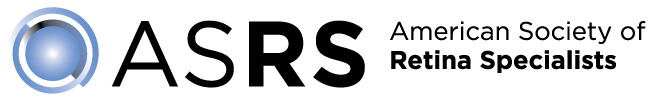 ASRS
American Society of
Retina Specialists